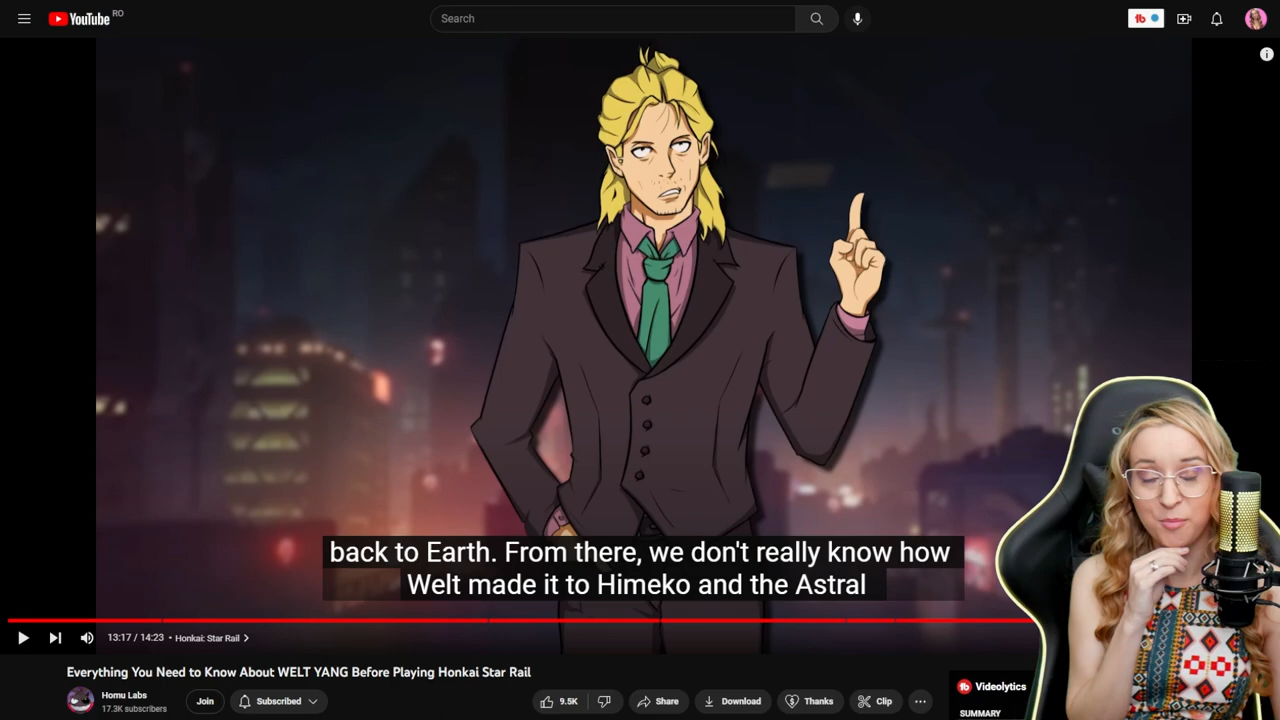 YouTube RO
Search
back to Earth. From there, we don't really know how
Welt made it to Himeko and the Astral
13:17 / 14:23 • Honkai: Star Rail
Everything You Need to Know About WELT YANG Before Playing Honkai Star Rail
Homu Labs
17.3K subscribers
Join
Subscribed
9.5K
Share
Download
Thanks
Clip
Videolytics
SUMMARY